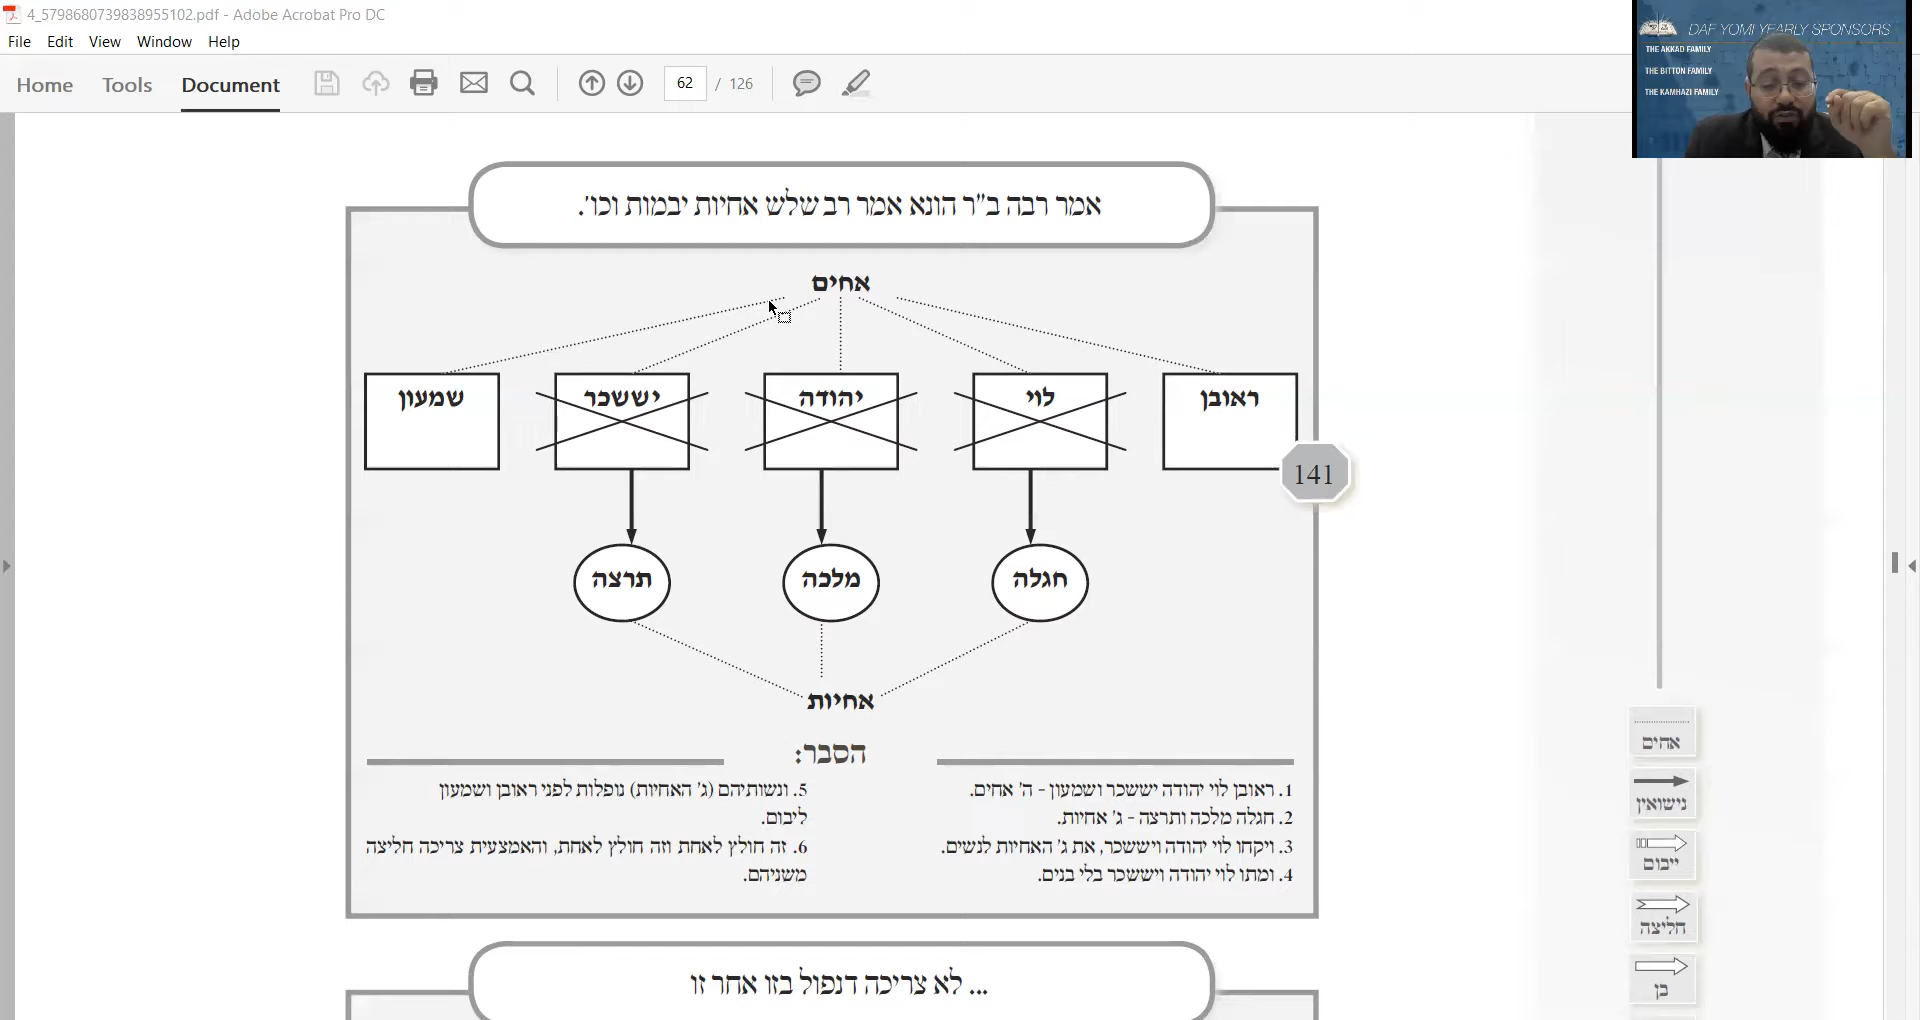 4_5798680739838955102.pdf - Adobe Acrobat Pro DC
File Edit View Window Help
Home Tools Document 62 / 126
DAF YOMI YEARLY SPONSORS
THE AKKAD FAMILY
THE BITTON FAMILY
THE KAMHAZI FAMILY
אמר רבה ב"ר הונא אמר רב שלש אחיות יבמות וכו'.
אחים
ראובן לוי יהודה יששכר שמעון
141
חגלה מלכה תרצה
אחיות
הסבר:
1. ראובן לוי יהודה יששכר ושמעון - ה' אחים.
2. חגלה מלכה ותרצה - ג' אחיות.
3. ויקחו לוי יהודה ויששכר, את ג' האחיות לנשים.
4. ומתו לוי יהודה ויששכר בלי בנים.
5. ונשותיהם (ג' האחיות) נופלות לפני ראובן ושמעון
ליבום.
6. זה חולץ לאחת וזה חולץ לאחת, והאמצעית צריכה חליצה
משניהם.
... לא צריכה דנפול בזו אחר זו
אחים
נישואין
ייבום
חליצה
בן